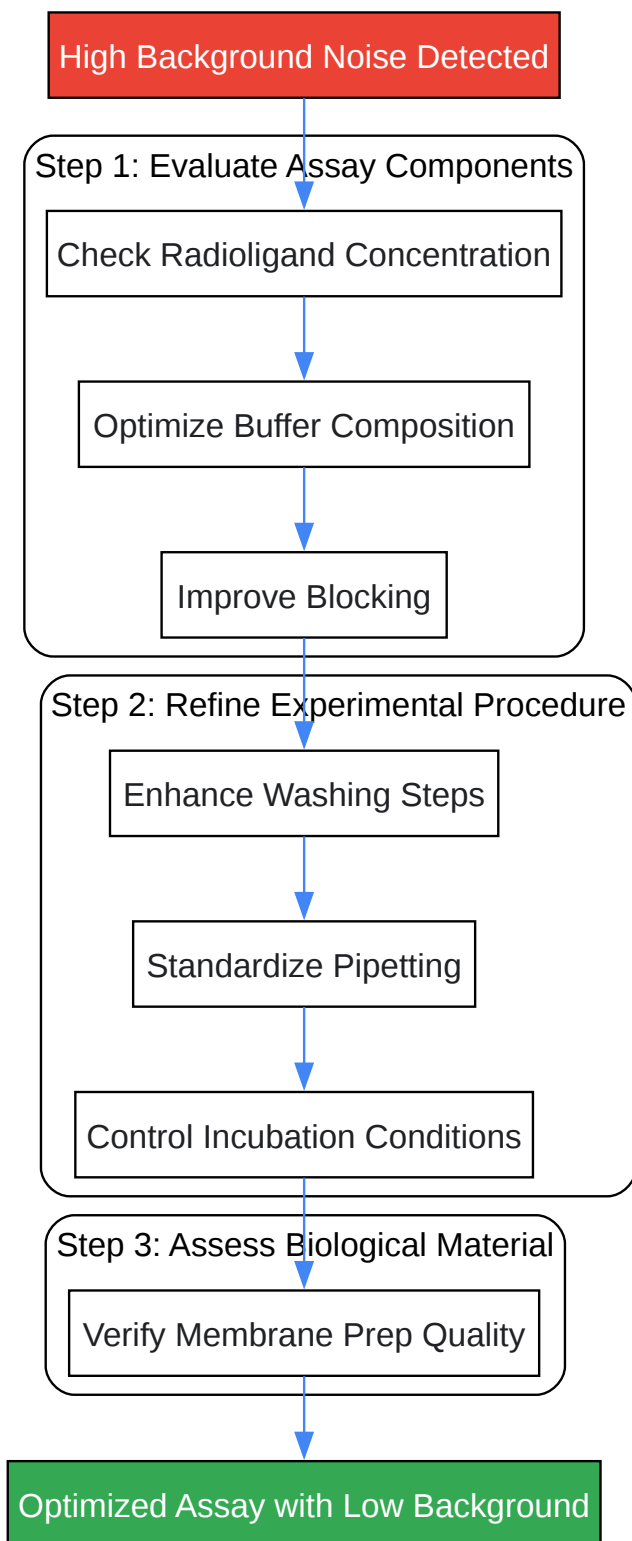 High Background Noise Detected
Step 1: Evaluate Assay Components
Check Radioligand Concentration
Optimize Buffer Composition
Improve Blocking
Step 2: Refine Experimental Procedure
Enhance Washing Steps
Standardize Pipetting
Control Incubation Conditions
Step 3: Assess Biological Material
Verify Membrane Prep Quality
Optimized Assay with Low Background